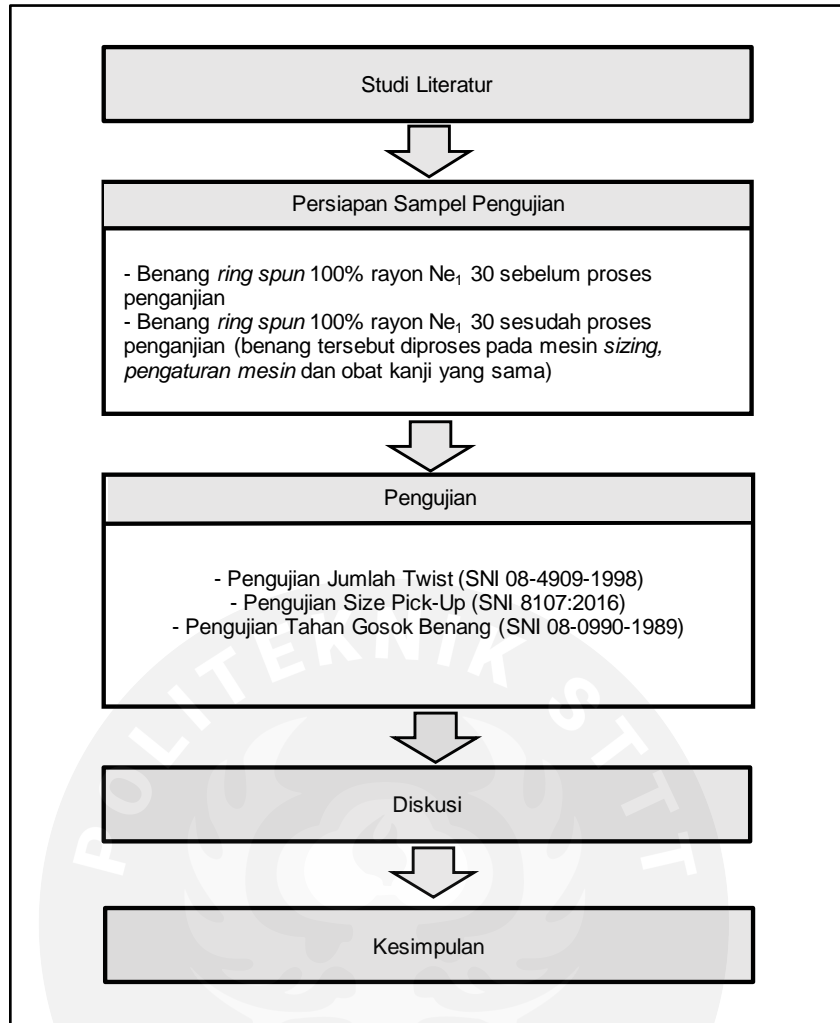 Studi Literatur
Persiapan Sampel Pengujian
- Benang ring spun 100% rayon Ne₁ 30 sebelum proses
penganjian
- Benang ring spun 100% rayon Ne₁ 30 sesudah proses
penganjian (benang tersebut diproses pada mesin sizing,
pengaturan mesin dan obat kanji yang sama)
Pengujian
- Pengujian Jumlah Twist (SNI 08-4909-1998)
- Pengujian Size Pick-Up (SNI 8107:2016)
- Pengujian Tahan Gosok Benang (SNI 08-0990-1989)
POLITEKNIK STTT
Diskusi
Kesimpulan